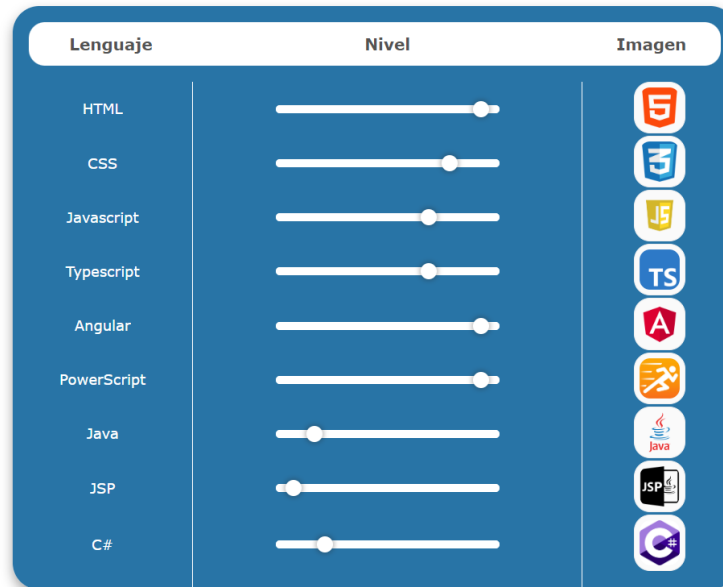 Lenguaje Nivel Imagen
HTML 5
CSS 3
Javascript JS
Typescript TS
Angular A
PowerScript
Java Java
JSP JSP
C# C#